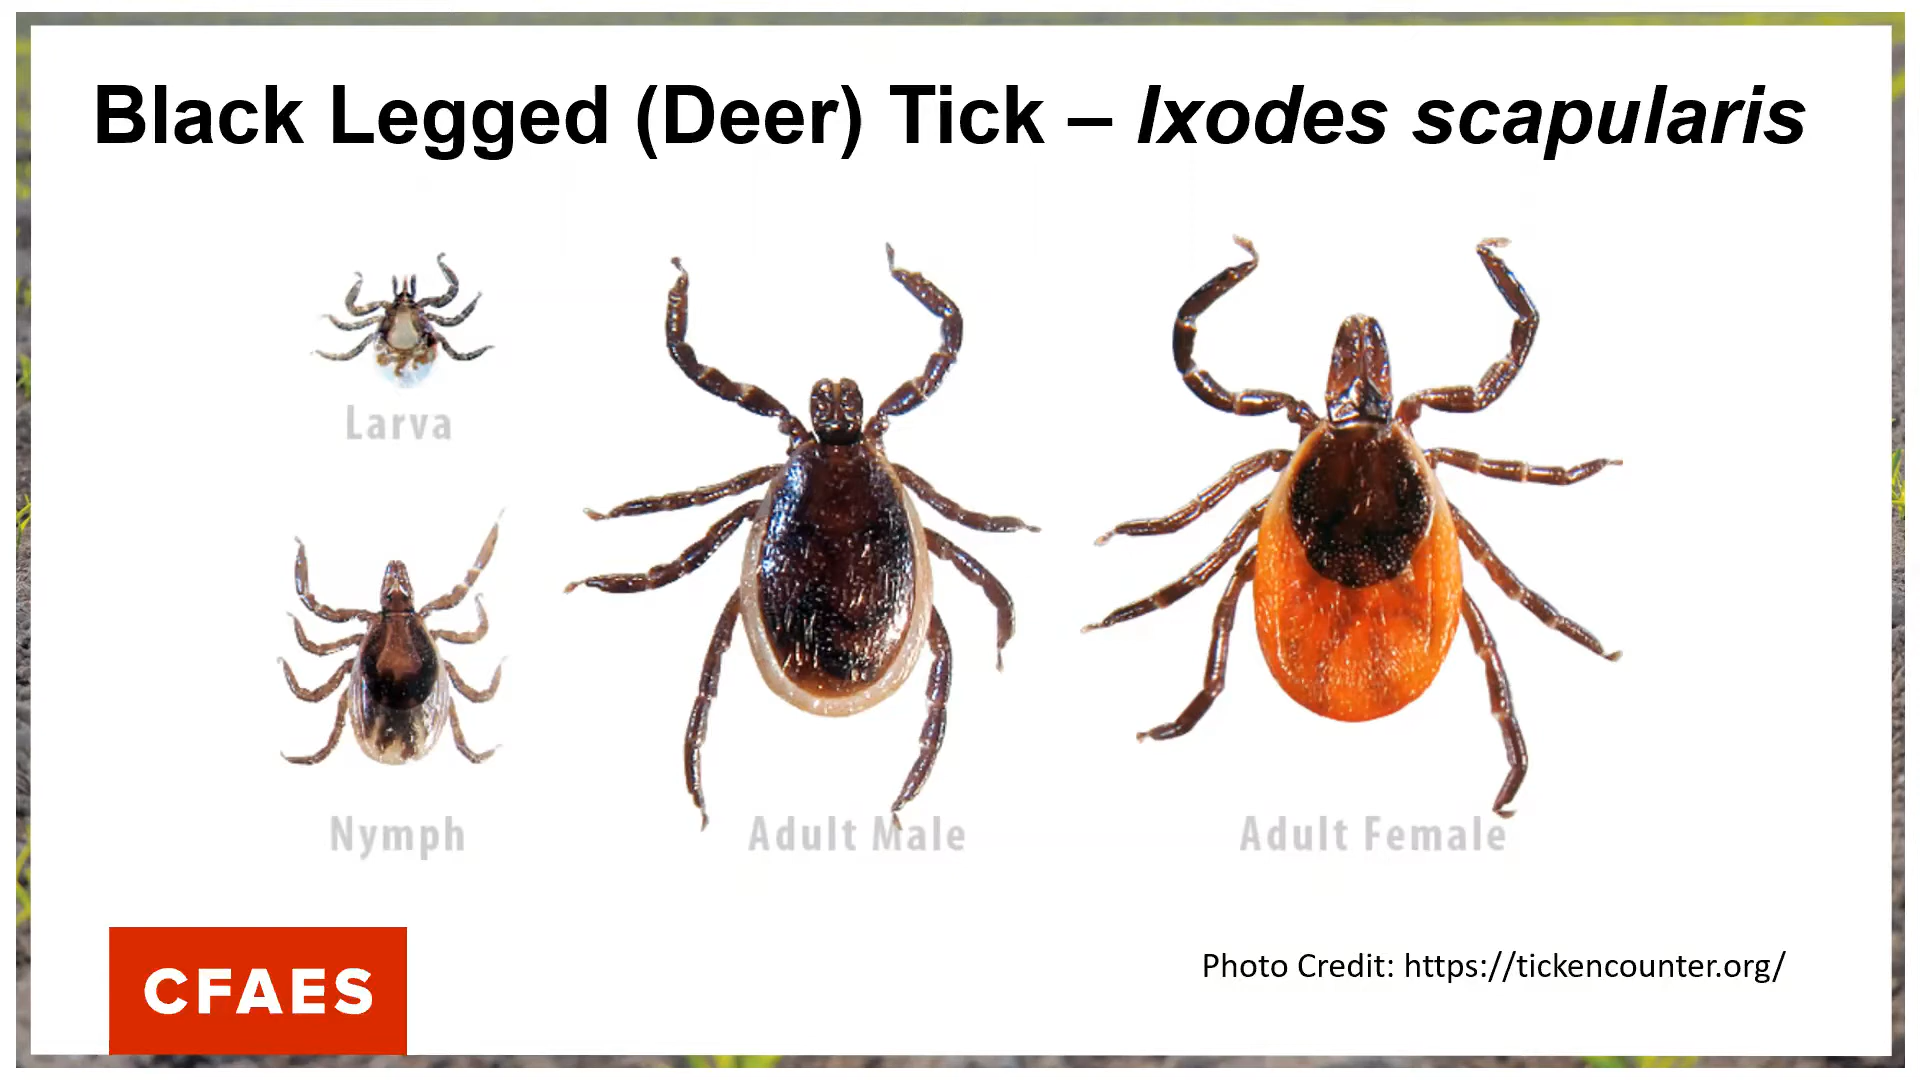 Black Legged (Deer) Tick – Ixodes scapularis
Larva
Nymph
Adult Male
Adult Female
CFAES
Photo Credit: https://tickencounter.org/